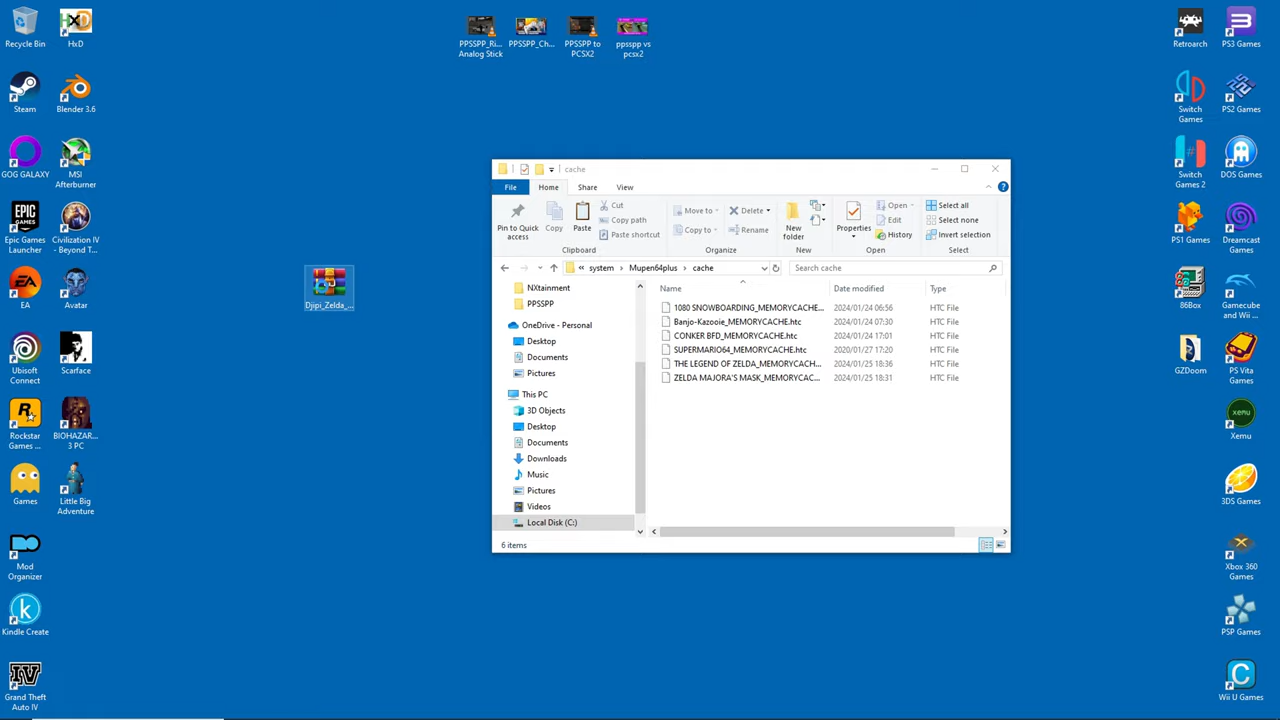 Recycle Bin
HxD
Steam
Blender 3.6
GOG GALAXY
MSI
Afterburner
Epic Games
Launcher
Civilization IV
- Beyond T...
EA
Avatar
Ubisoft
Connect
Scarface
Rockstar
Games ...
BIOHAZAR...
3 PC
Games
Little Big
Adventure
Mod
Organizer
Kindle Create
Grand Theft
Auto IV
PPSSPP_Ri...
Analog Stick
PPSSPP_Ch...
PPSSPP to
PCSX2
ppsspp vs
pcsx2
Djipi_Zelda_...
cache
File
Home
Share
View
Pin to Quick
access
Copy
Paste
Cut
Copy path
Paste shortcut
Clipboard
Move to
Copy to
Delete
Rename
Organize
New
folder
New
Properties
Open
Edit
History
Open
Select all
Select none
Invert selection
Select
« system > Mupen64plus > cache
Search cache
NXtainment
PPSSPP
OneDrive - Personal
Desktop
Documents
Pictures
This PC
3D Objects
Desktop
Documents
Downloads
Music
Pictures
Videos
Local Disk (C:)
Name Date modified Type
1080 SNOWBOARDING_MEMORYCACHE... 2024/01/24 06:56 HTC File
Banjo-Kazooie_MEMORYCACHE.htc 2024/01/24 07:30 HTC File
CONKER BFD_MEMORYCACHE.htc 2024/01/24 17:01 HTC File
SUPERMARIO64_MEMORYCACHE.htc 2020/01/27 17:20 HTC File
THE LEGEND OF ZELDA_MEMORYCACH... 2024/01/25 18:36 HTC File
ZELDA MAJORA'S MASK_MEMORYCAC... 2024/01/25 18:31 HTC File
6 items
Retroarch
PS3 Games
Switch
Games
PS2 Games
Switch
Games 2
DOS Games
PS1 Games
Dreamcast
Games
86Box
Gamecube
and Wii ...
GZDoom
PS Vita
Games
Xemu
3DS Games
Xbox 360
Games
PSP Games
Wii U Games